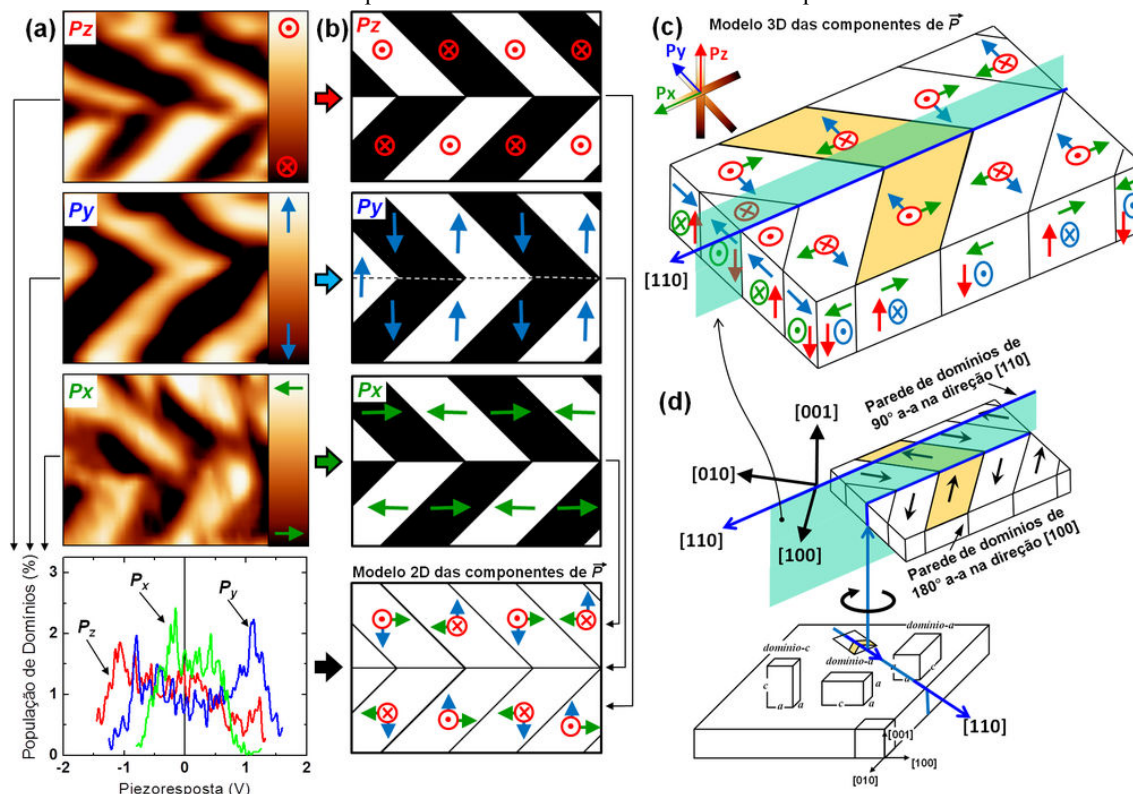 (a)
Pz
Py
Px
População de Domínios (%)
3
2
1
0
Px
Py
Pz
-2
-1
0
1
2
Piezoresposta (V)
(b)
Pz
Py
Px
Modelo 2D das componentes de P
(c)
Modelo 3D das componentes de P
Py
Pz
Px
[110]
(d)
Parede de domínios de
90° a-a na direção [110]
[001]
[010]
[110]
[100]
Parede de domínios de
180° a-a na direção [100]
domínio-c
c
a
a
domínio-a
c
a
a
domínio-a
a
c
a
[110]
[001]
[100]
[010]